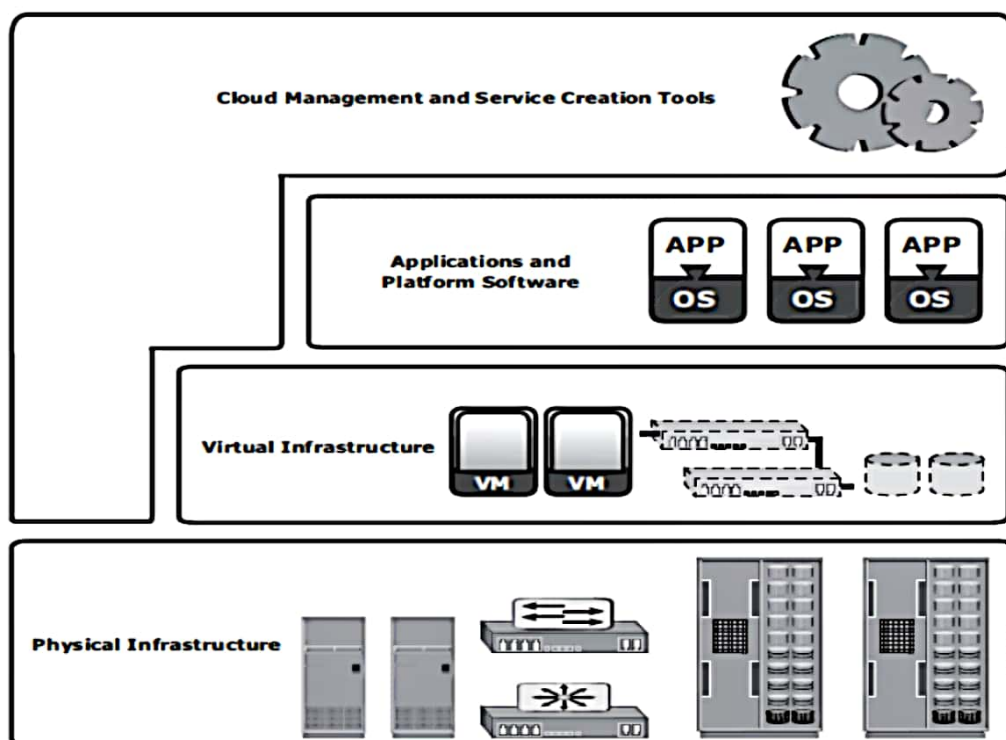 Cloud Management and Service Creation Tools
Applications and
Platform Software
APP APP APP
OS OS OS
Virtual Infrastructure
VM VM
Physical Infrastructure